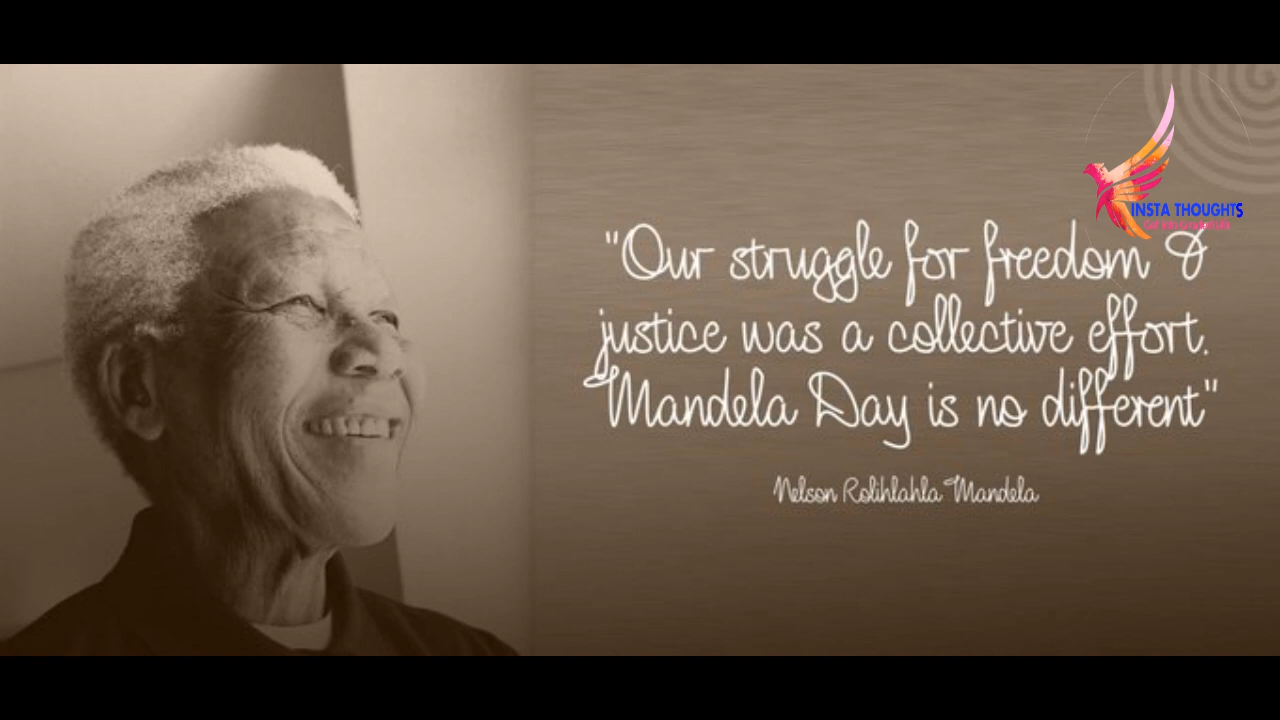 INSTA THOUGHTS
"Our struggle for freedom &
justice was a collective effort.
Mandela Day is no different"
Nelson Rolihlahla Mandela